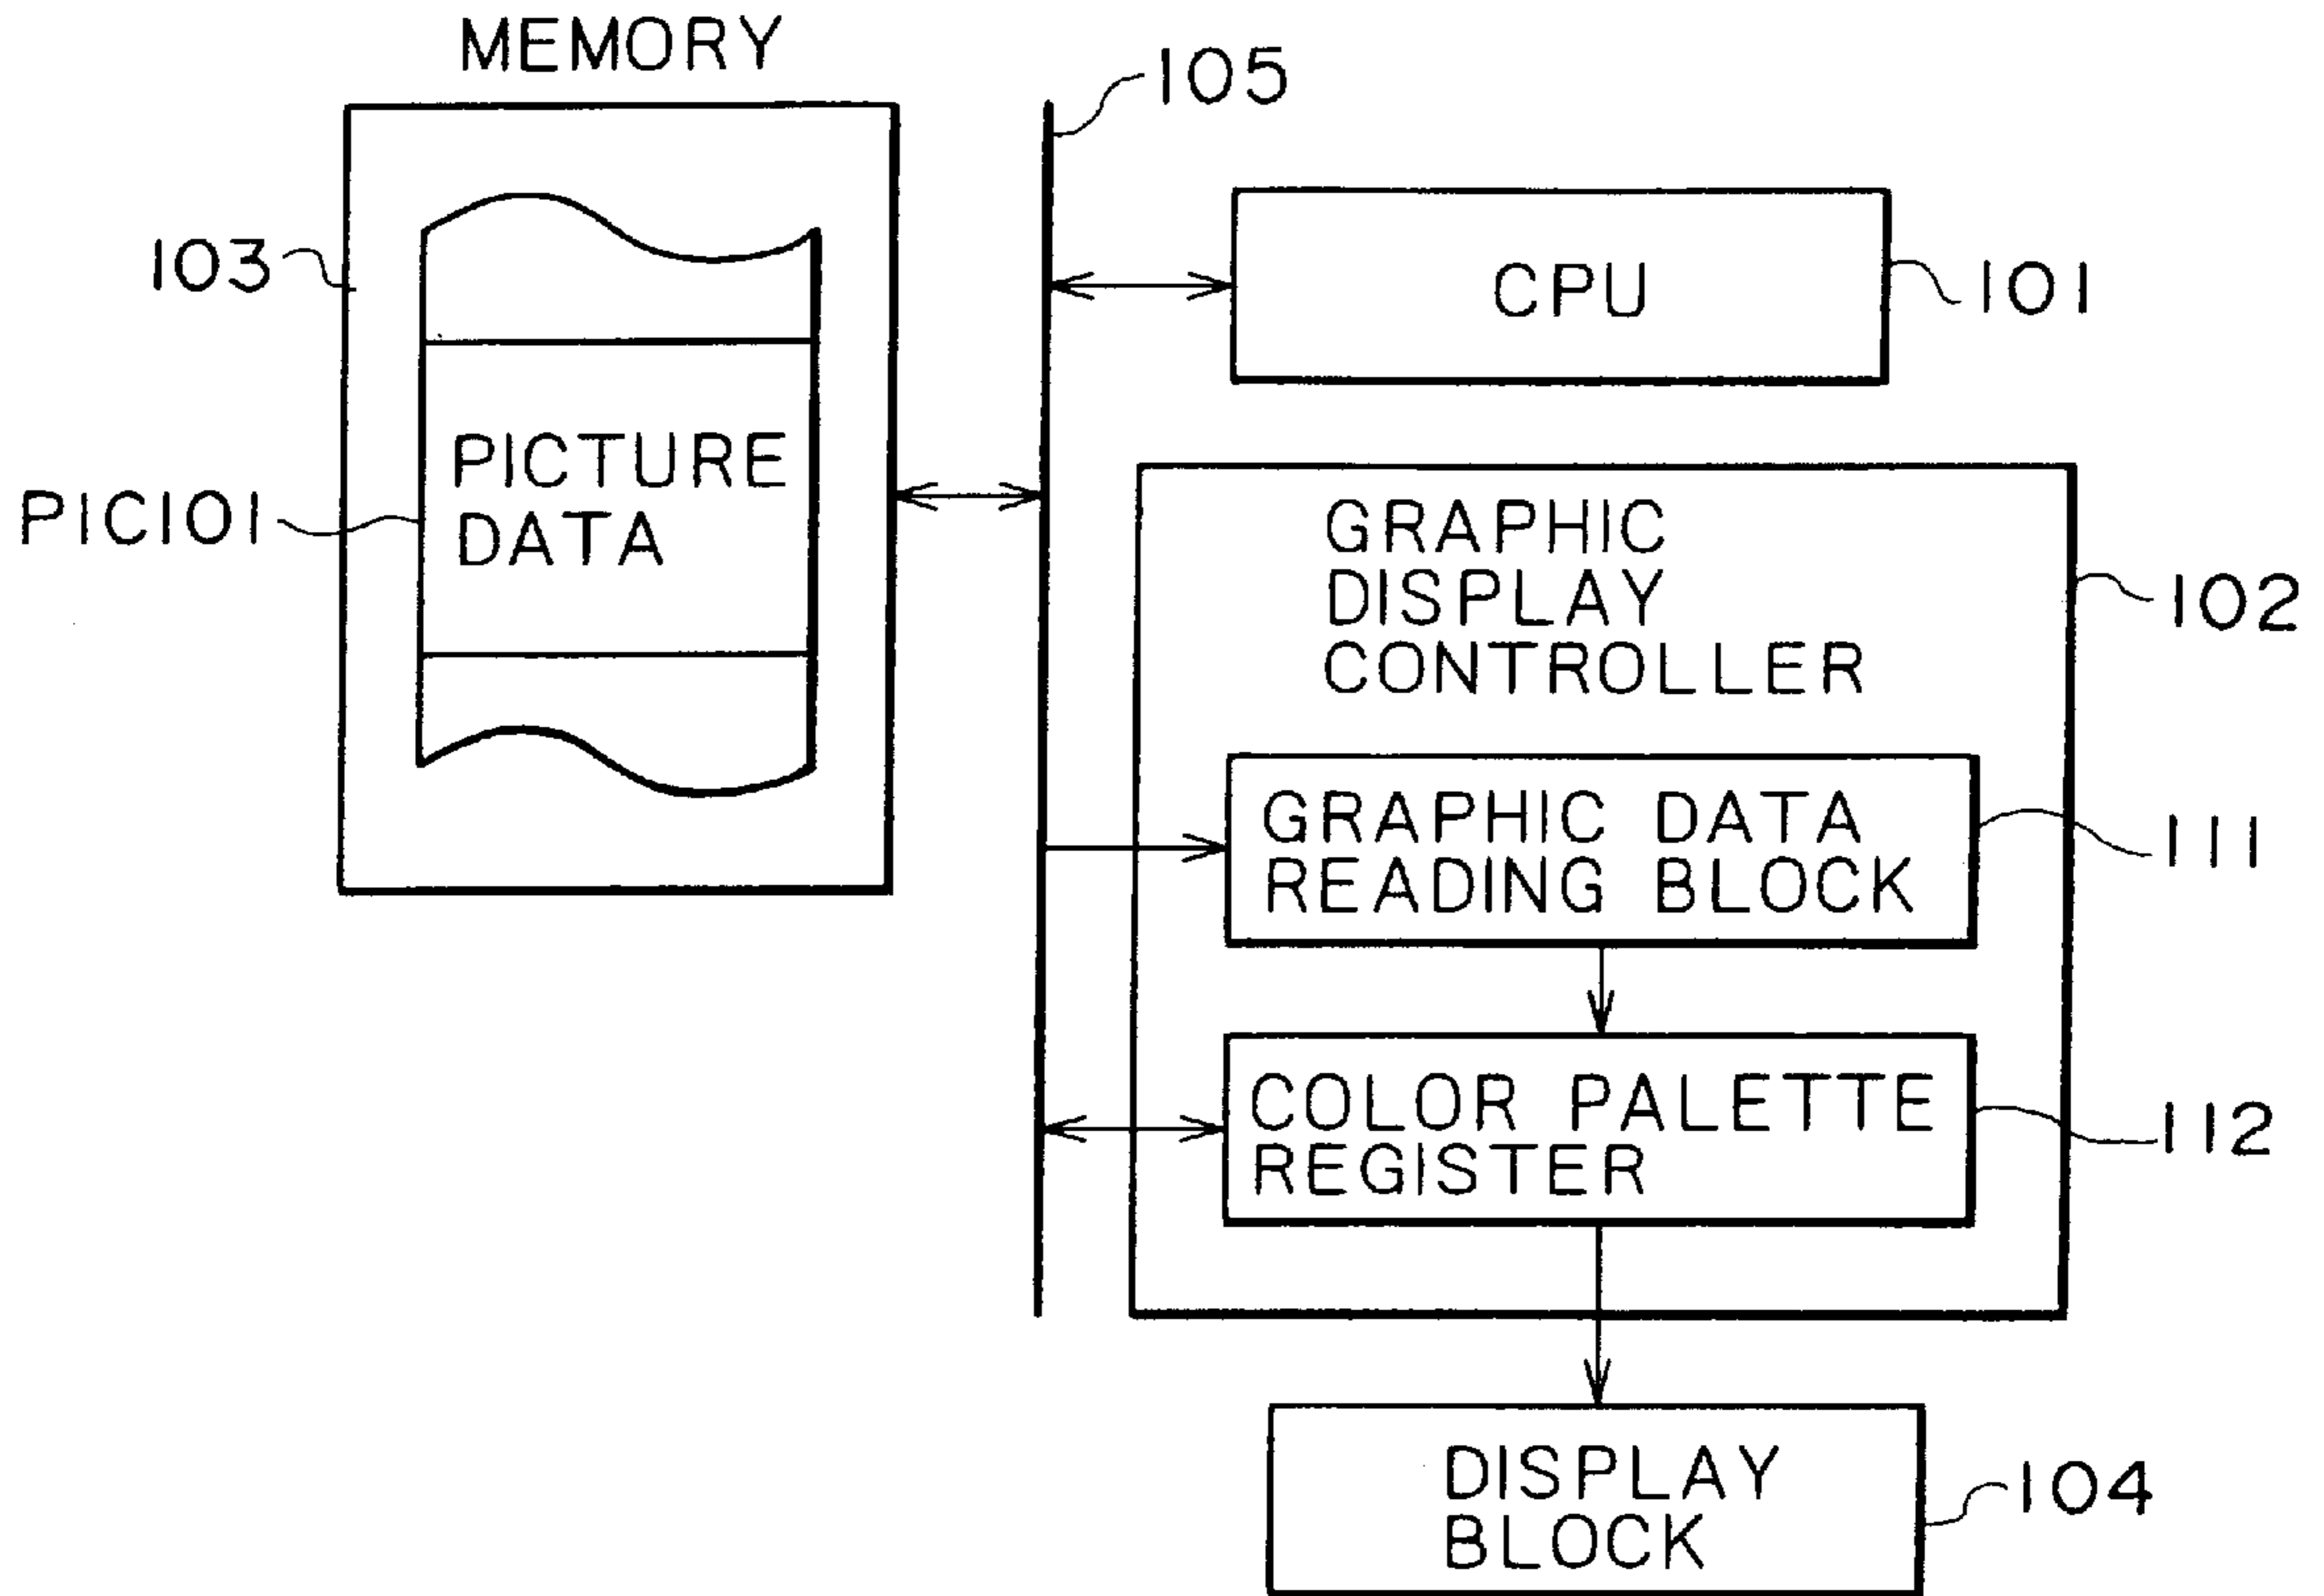 MEMORY
105
103
CPU
101
PICTURE
DATA
PIC101
GRAPHIC
DISPLAY
CONTROLLER
102
GRAPHIC DATA
READING BLOCK
111
COLOR PALETTE
REGISTER
112
DISPLAY
BLOCK
104